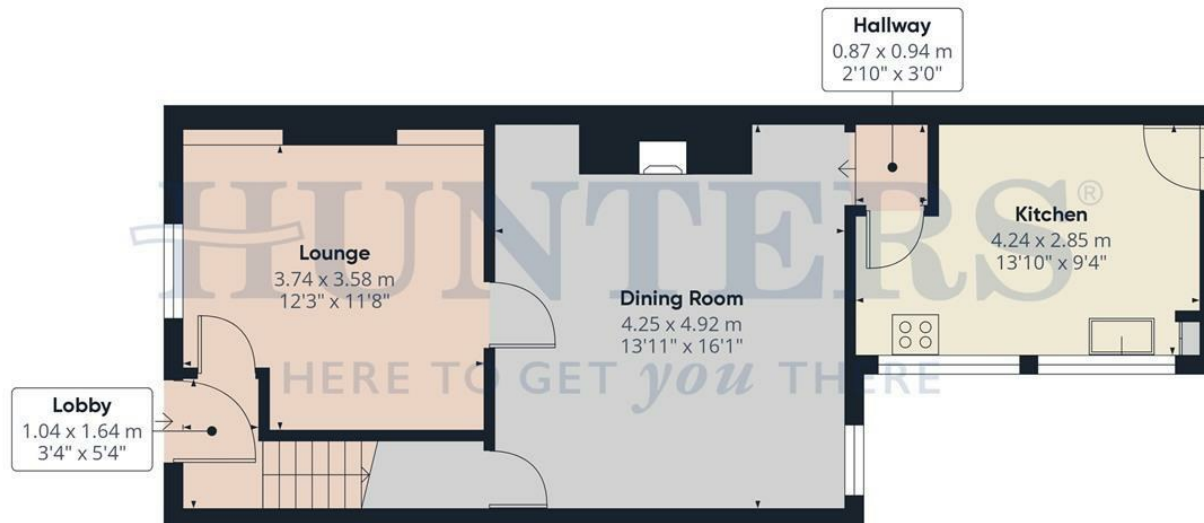 Hallway
0.87 x 0.94 m
2'10" x 3'0"
HUNTERS®
HERE TO GET you THERE
Lounge
3.74 x 3.58 m
12'3" x 11'8"
Dining Room
4.25 x 4.92 m
13'11" x 16'1"
Kitchen
4.24 x 2.85 m
13'10" x 9'4"
Lobby
1.04 x 1.64 m
3'4" x 5'4"